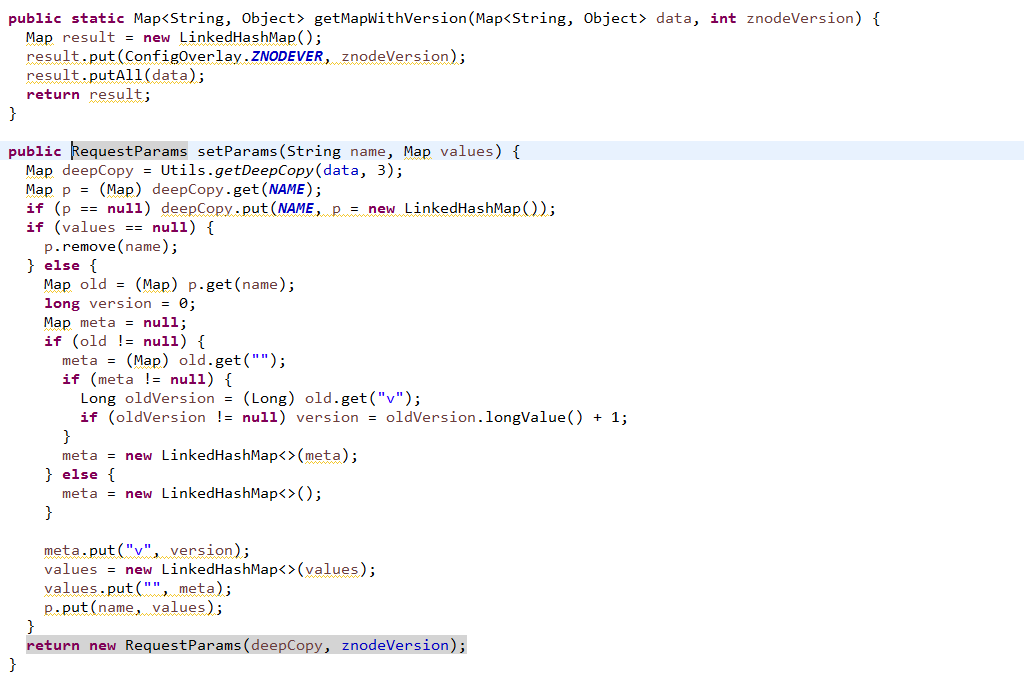 public static Map<String, Object> getMapWithVersion(Map<String, Object> data, int znodeVersion) {
  Map result = new LinkedHashMap();
  result.put(ConfigOverlay.ZNODEVER, znodeVersion);
  result.putAll(data);
  return result;
}

public RequestParams setParams(String name, Map values) {
  Map deepCopy = Utils.getDeepCopy(data, 3);
  Map p = (Map) deepCopy.get(NAME);
  if (p == null) deepCopy.put(NAME, p = new LinkedHashMap());
  if (values == null) {
    p.remove(name);
  } else {
    Map old = (Map) p.get(name);
    long version = 0;
    Map meta = null;
    if (old != null) {
      meta = (Map) old.get("");
      if (meta != null) {
        Long oldVersion = (Long) old.get("v");
        if (oldVersion != null) version = oldVersion.longValue() + 1;
      }
      meta = new LinkedHashMap<>(meta);
    } else {
      meta = new LinkedHashMap<>();
    }

    meta.put("v", version);
    values = new LinkedHashMap<>(values);
    values.put("", meta);
    p.put(name, values);
  }
  return new RequestParams(deepCopy, znodeVersion);
}